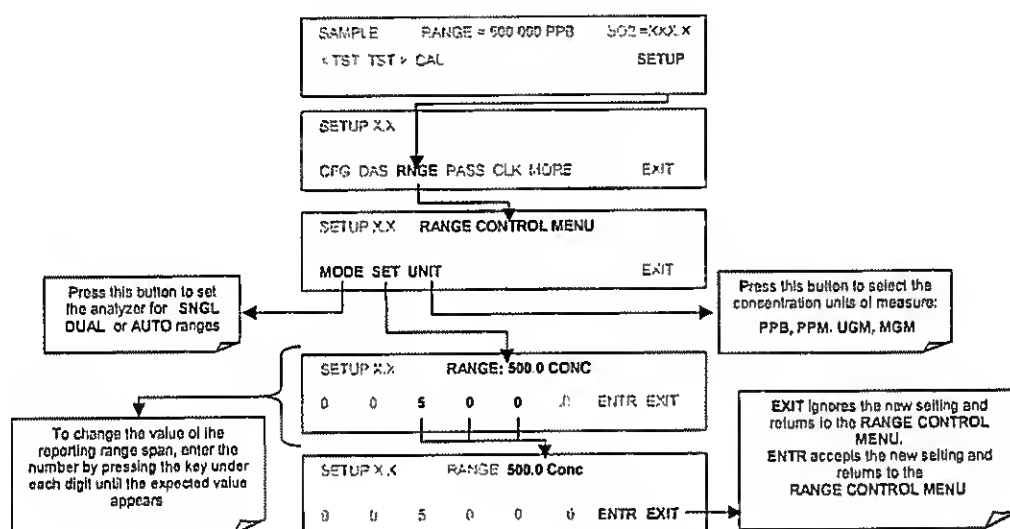 SAMPLE RANGE = 500.000 PPB SO2 =XXX.X
< TST TST > CAL SETUP
SETUP X.X
CFG DAS RNGE PASS CLK MORE EXIT
SETUP X.X RANGE CONTROL MENU
MODE SET UNIT EXIT
Press this button to set
the analyzer for SNGL
DUAL or AUTO ranges
Press this button to select the
concentration units of measure:
PPB, PPM. UGM, MGM
SETUP X.X RANGE: 500.0 CONC
0 0 5 0 0 .0 ENTR EXIT
To change the value of the
reporting range span, enter the
number by pressing the key under
each digit until the expected value
appears
EXIT ignores the new setting and
returns to the RANGE CONTROL
MENU.
ENTR accepts the new setting and
returns to the
RANGE CONTROL MENU
SETUP X.X RANGE 500.0 Conc
0 0 5 0 0 0 ENTR EXIT